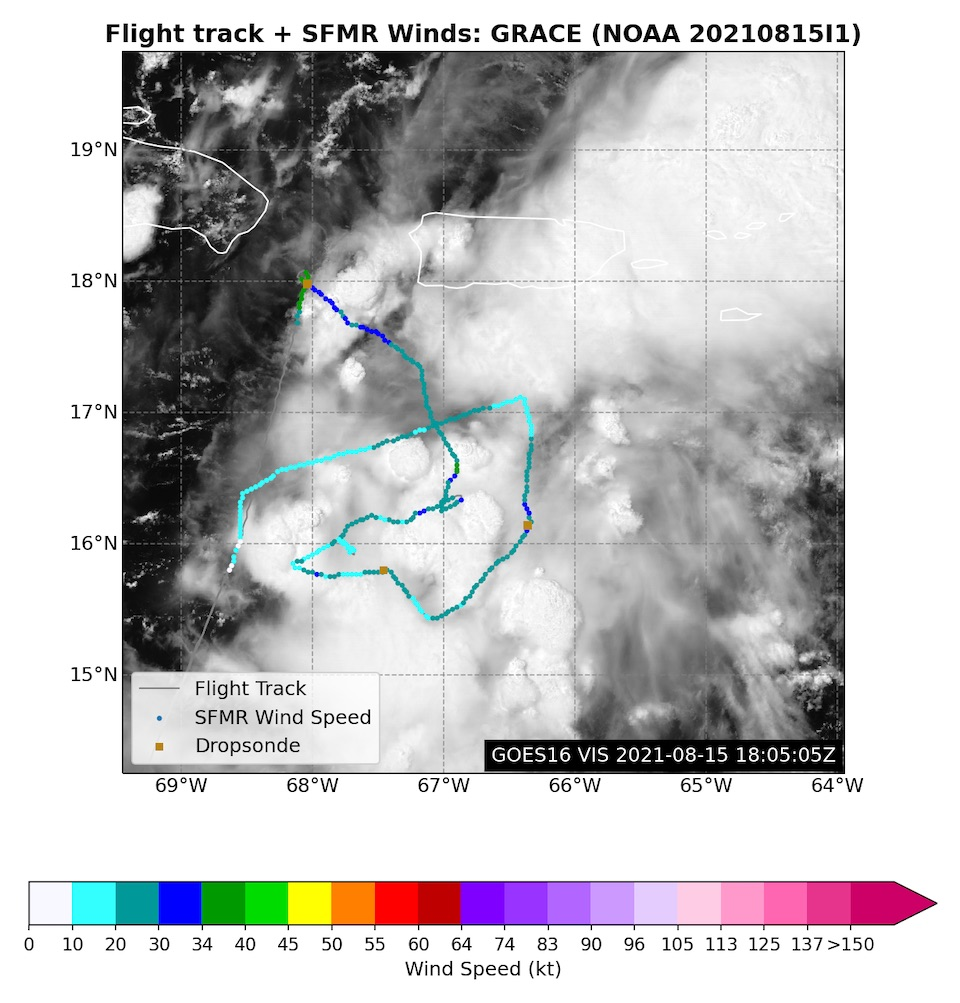 Flight track + SFMR Winds: GRACE (NOAA 20210815I1)
19°N
18°N
17°N
16°N
15°N
Flight Track
SFMR Wind Speed
Dropsonde
GOES16 VIS 2021-08-15 18:05:05Z
69°W 68°W 67°W 66°W 65°W 64°W
0 10 20 30 34 40 45 50 55 60 64 74 83 90 96 105 113 125 137 >150
Wind Speed (kt)